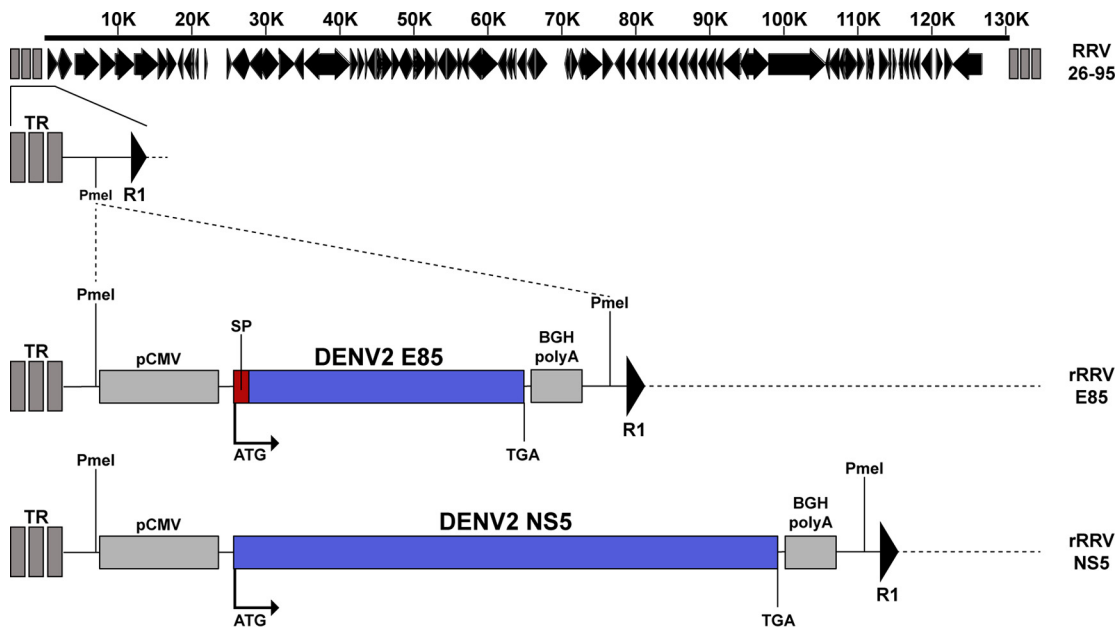 10K 20K 30K 40K 50K 60K 70K 80K 90K 100K 110K 120K 130K
RRV
26-95
TR
PmeI R1
PmeI
PmeI
SP
BGH
polyA
pCMV
DENV2 E85
TR
rRRV
E85
R1
ATG
TGA
PmeI
PmeI
BGH
polyA
TR
pCMV
DENV2 NS5
rRRV
NS5
R1
ATG
TGA